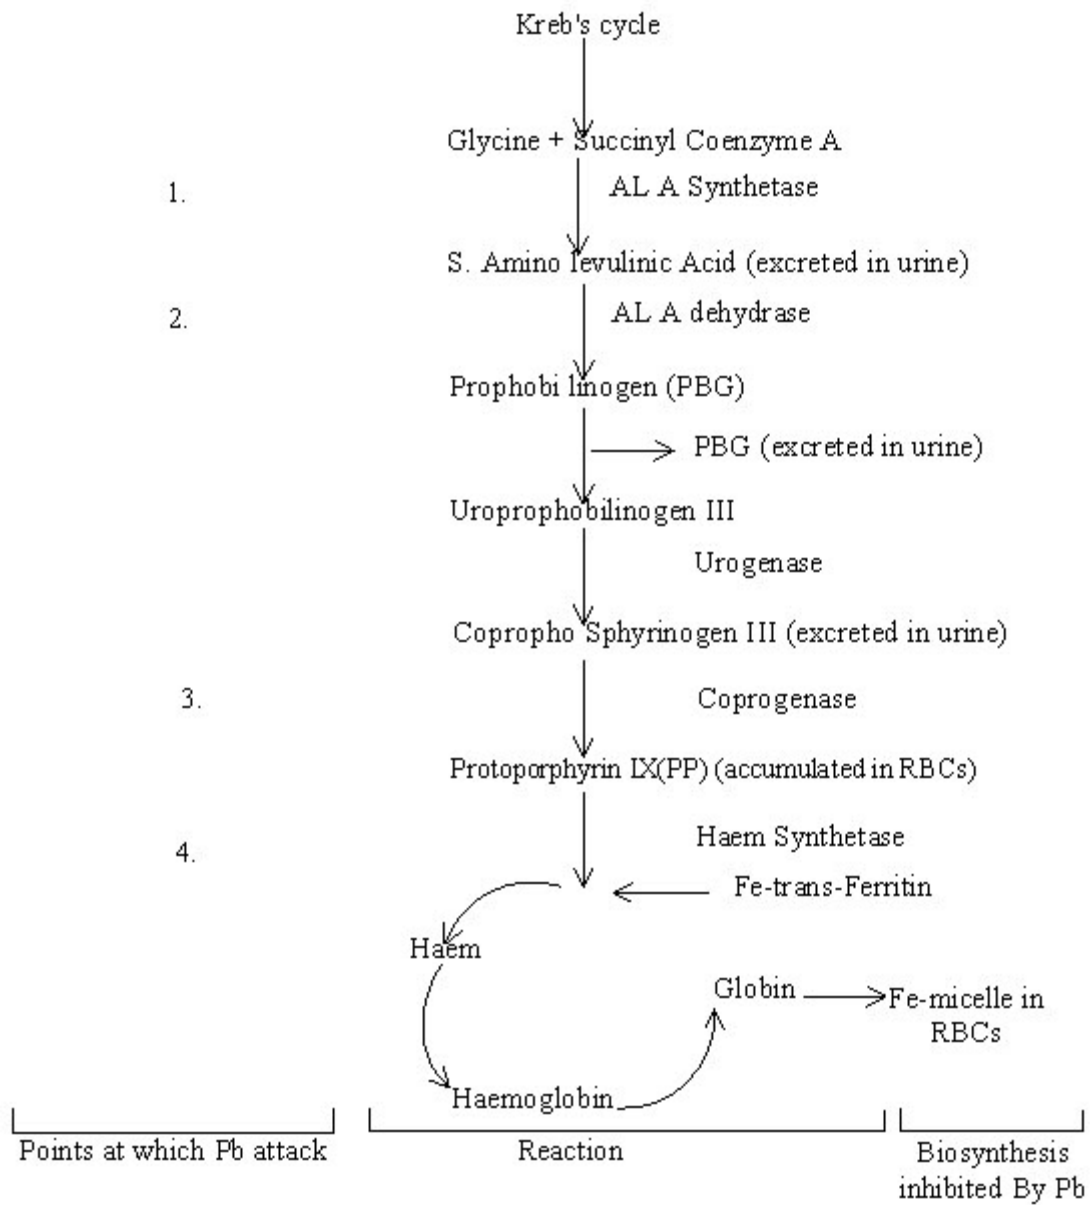 Kreb's cycle
Glycine + Succinyl Coenzyme A
1.
AL A Synthetase
S. Amino levulinic Acid (excreted in urine)
2.
AL A dehydrase
Prophobi linogen (PBG)
PBG (excreted in urine)
Uroprophobilinogen III
Urogenase
Copropho Sphyrinogen III (excreted in urine)
3.
Coprogenase
Protoporphyrin IX(PP) (accumulated in RBCs)
4.
Haem Synthetase
Fe-trans-Ferritin
Haem
Globin
Fe-micelle in
RBCs
Haemoglobin
Points at which Pb attack
Reaction
Biosynthesis
inhibited By Pb